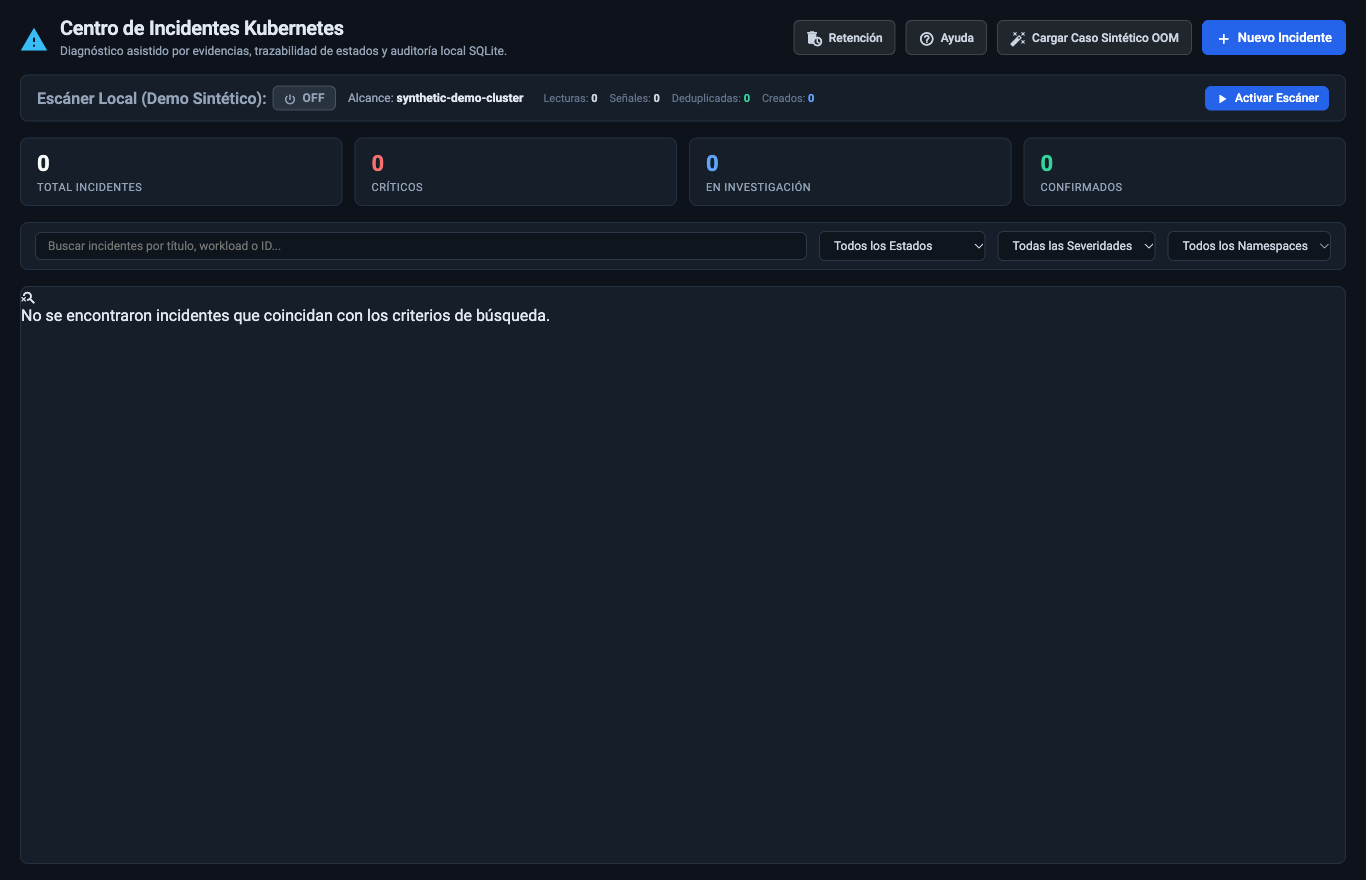 Centro de Incidentes Kubernetes
Diagnóstico asistido por evidencias, trazabilidad de estados y auditoría local SQLite.
Retención
Ayuda
Cargar Caso Sintético OOM
+ Nuevo Incidente
Escáner Local (Demo Sintético):
OFF
Alcance: synthetic-demo-cluster
Lecturas: 0
Señales: 0
Deduplicadas: 0
Creados: 0
Activar Escáner
0
TOTAL INCIDENTES
0
CRÍTICOS
0
EN INVESTIGACIÓN
0
CONFIRMADOS
Buscar incidentes por título, workload o ID...
Todos los Estados
Todas las Severidades
Todos los Namespaces
No se encontraron incidentes que coincidan con los criterios de búsqueda.